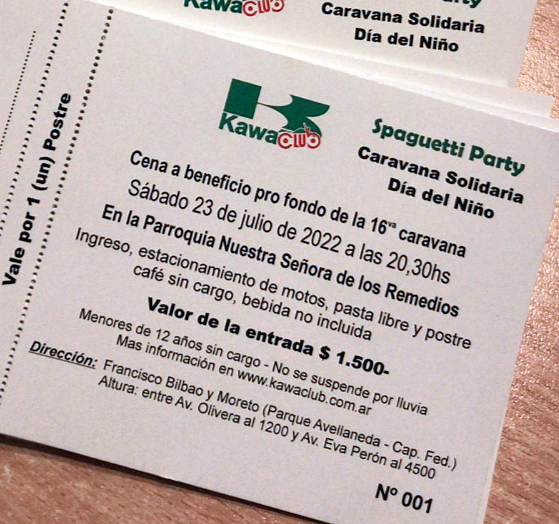 KawaCLUB
Caravana Solidaria
Día del Niño
Vale por 1 (un) Postre
KawaCLUB
Spaguetti Party
Caravana Solidaria
Día del Niño
Cena a beneficio pro fondo de la 16va caravana
Sábado 23 de julio de 2022 a las 20,30hs
En la Parroquia Nuestra Señora de los Remedios
Ingreso, estacionamiento de motos, pasta libre y postre
café sin cargo, bebida no incluida
Valor de la entrada $ 1.500-
Menores de 12 años sin cargo - No se suspende por lluvia
Mas información en www.kawaclub.com.ar
Dirección: Francisco Bilbao y Moreto (Parque Avellaneda - Cap. Fed.)
Altura: entre Av. Olivera al 1200 y Av. Eva Perón al 4500
Nº 001